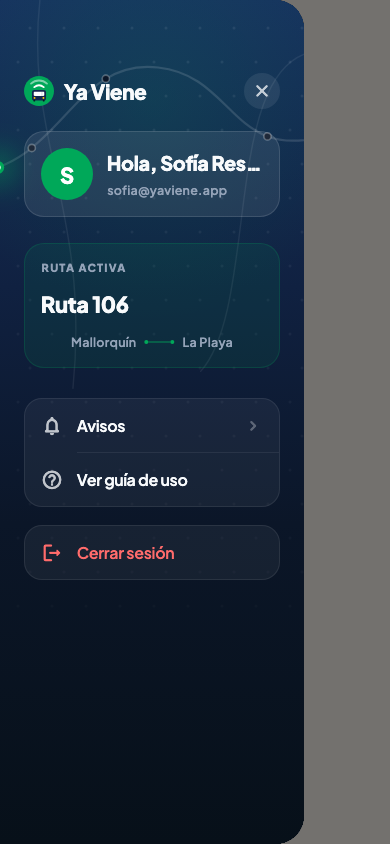 Ya Viene
S
Hola, Sofía Res...
sofia@yaviene.app
RUTA ACTIVA
Ruta 106
Mallorquín La Playa
Avisos
Ver guía de uso
Cerrar sesión